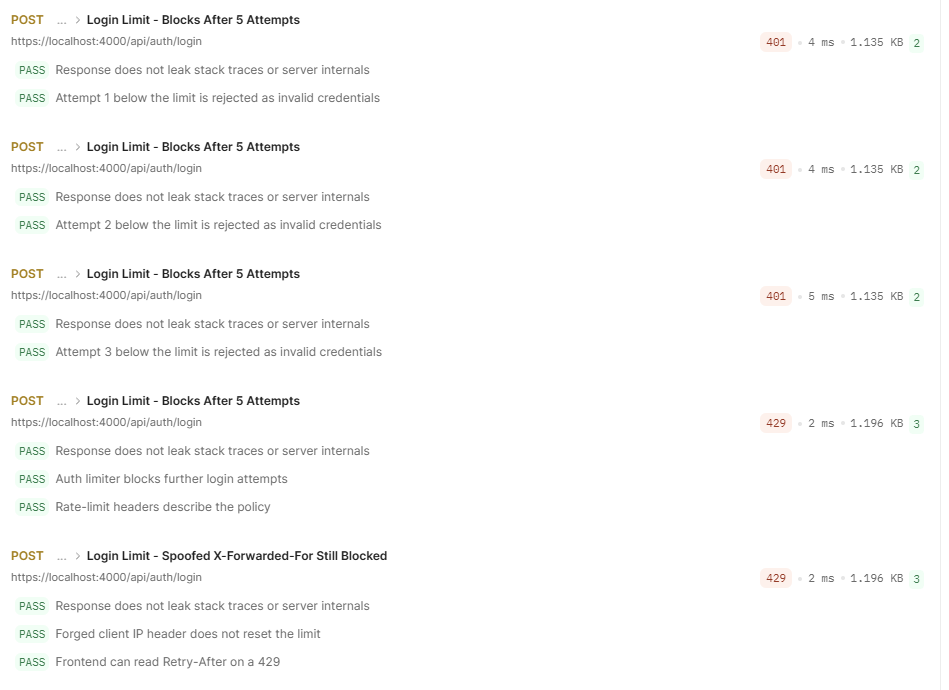 POST ... > Login Limit - Blocks After 5 Attempts
https://localhost:4000/api/auth/login
401 • 4 ms • 1.135 KB 2
PASS Response does not leak stack traces or server internals
PASS Attempt 1 below the limit is rejected as invalid credentials
POST ... > Login Limit - Blocks After 5 Attempts
https://localhost:4000/api/auth/login
401 • 4 ms • 1.135 KB 2
PASS Response does not leak stack traces or server internals
PASS Attempt 2 below the limit is rejected as invalid credentials
POST ... > Login Limit - Blocks After 5 Attempts
https://localhost:4000/api/auth/login
401 • 5 ms • 1.135 KB 2
PASS Response does not leak stack traces or server internals
PASS Attempt 3 below the limit is rejected as invalid credentials
POST ... > Login Limit - Blocks After 5 Attempts
https://localhost:4000/api/auth/login
429 • 2 ms • 1.196 KB 3
PASS Response does not leak stack traces or server internals
PASS Auth limiter blocks further login attempts
PASS Rate-limit headers describe the policy
POST ... > Login Limit - Spoofed X-Forwarded-For Still Blocked
https://localhost:4000/api/auth/login
429 • 2 ms • 1.196 KB 3
PASS Response does not leak stack traces or server internals
PASS Forged client IP header does not reset the limit
PASS Frontend can read Retry-After on a 429